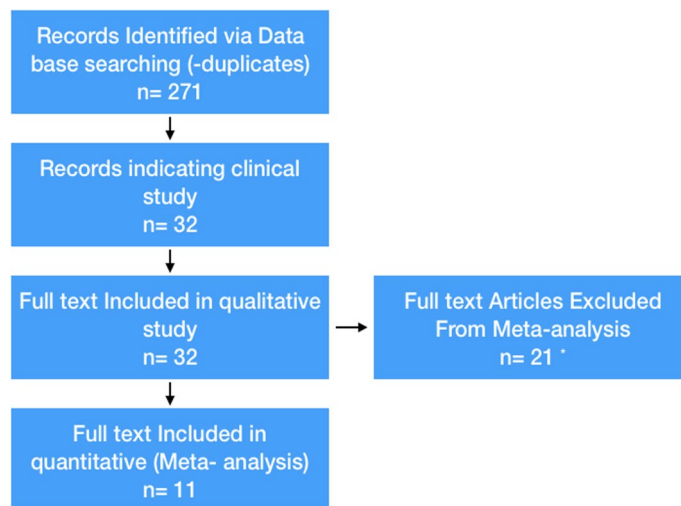 Records Identified via Data
base searching (-duplicates)
n= 271
Records indicating clinical
study
n= 32
Full text Included in qualitative
study
n= 32
Full text Articles Excluded
From Meta-analysis
n= 21 *
Full text Included in
quantitative (Meta- analysis)
n= 11